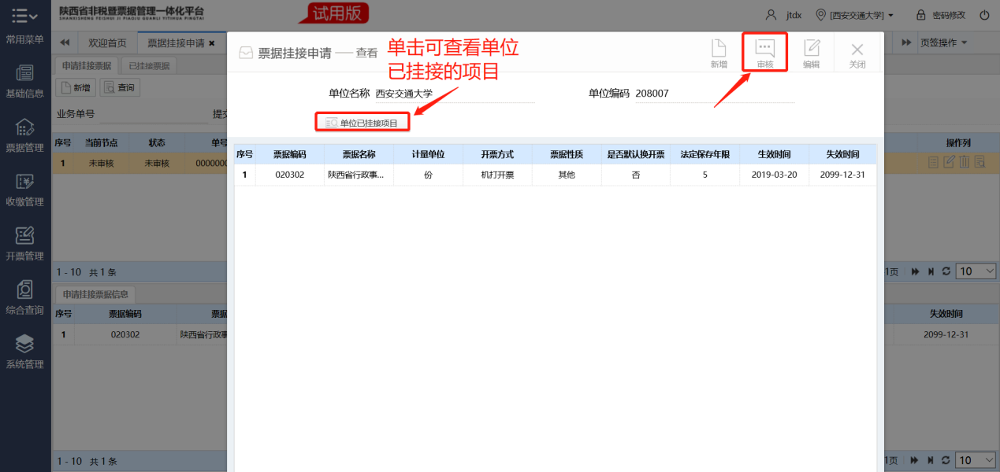 陕西省非税暨票据管理一体化平台
SHANXISHENG FEISHUI JI PIAOJU GUANLI YITIHUA PINGTAI
试用版
jtdx
[西安交通大学]
密码修改
常用菜单
基础信息
票据管理
收缴管理
开票管理
综合查询
系统管理
欢迎首页
票据挂接申请
页签操作
申请挂接票据
已挂接票据
新增
查询
业务单号
提交
序号 当前节点 状态 单号
操作列
1 未审核 未审核 0000000
1 - 10 共 1 条
1页
10
申请挂接票据信息
序号 票据编码 票据
失效时间
1 020302 陕西省行政事
2099-12-31
1 - 10 共 1 条
1页
10
票据挂接申请 —— 查看
单击可查看单位
已挂接的项目
新增
审核
编辑
关闭
单位名称 西安交通大学
单位编码 208007
单位已挂接项目
序号 票据编码 票据名称 计量单位 开票方式 票据性质 是否默认换开票 法定保存年限 生效时间 失效时间
1 020302 陕西省行政事... 份 机打开票 其他 否 5 2019-03-20 2099-12-31